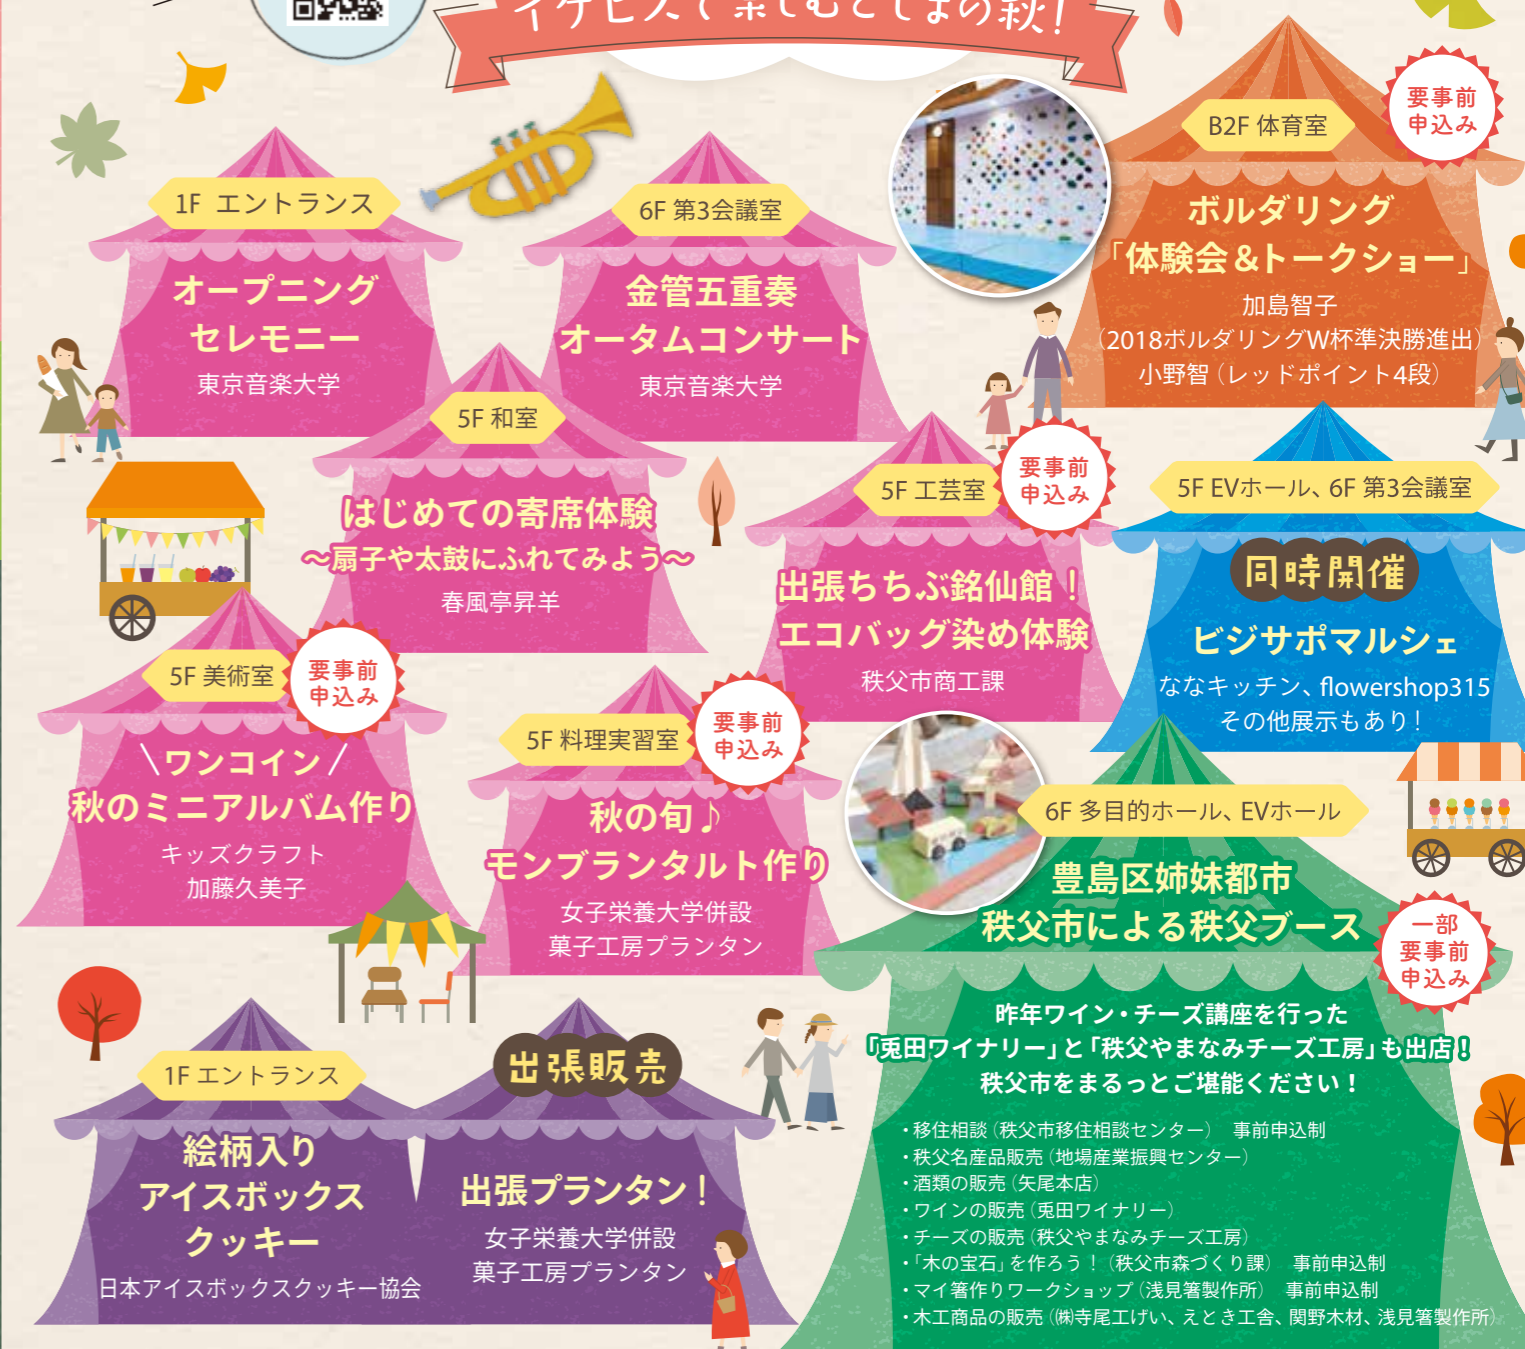 イケビズで楽しむとしまの秋！
1F エントランス
オープニング
セレモニー
東京音楽大学
6F 第3会議室
金管五重奏
オータムコンサート
東京音楽大学
B2F 体育室
要事前
申込み
ボルダリング
「体験会＆トークショー」
加島智子
（2018ボルダリングW杯準決勝進出）
小野智（レッドポイント4段）
5F 和室
はじめての寄席体験
～扇子や太鼓にふれてみよう～
春風亭昇羊
5F 工芸室
要事前
申込み
出張ちちぶ銘仙館！
エコバッグ染め体験
秩父市商工課
5F EVホール、6F 第3会議室
同時開催
ビジサポマルシェ
ななキッチン、flowershop315
その他展示もあり！
5F 美術室
要事前
申込み
＼ワンコイン／
秋のミニアルバム作り
キッズクラフト
加藤久美子
5F 料理実習室
要事前
申込み
秋の旬♪
モンブランタルト作り
女子栄養大学併設
菓子工房プランタン
6F 多目的ホール、EVホール
豊島区姉妹都市
秩父市による秩父ブース
一部
要事前
申込み
昨年ワイン・チーズ講座を行った
「兎田ワイナリー」と「秩父やまなみチーズ工房」も出店！
秩父市をまるっとご堪能ください！
・移住相談（秩父市移住相談センター） 事前申込制
・秩父名産品販売（地場産業振興センター）
・酒類の販売（矢尾本店）
・ワインの販売（兎田ワイナリー）
・チーズの販売（秩父やまなみチーズ工房）
・「木の宝石」を作ろう！（秩父市森づくり課） 事前申込制
・マイ箸作りワークショップ（浅見箸製作所） 事前申込制
・木工商品の販売（㈱寺尾工げい、えとき工舎、関野木材、浅見箸製作所）
1F エントランス
絵柄入り
アイスボックス
クッキー
日本アイスボックスクッキー協会
出張販売
出張プランタン！
女子栄養大学併設
菓子工房プランタン